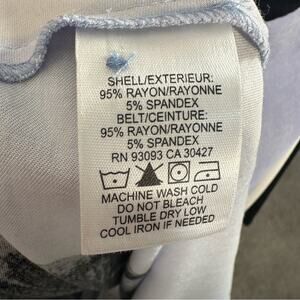 SHELL/EXTERIEUR:
95% RAYON/RAYONNE
5% SPANDEX
BELT/CEINTURE:
95% RAYON/RAYONNE
5% SPANDEX
RN 93093 CA 30427
MACHINE WASH COLD
DO NOT BLEACH
TUMBLE DRY LOW
COOL IRON IF NEEDED